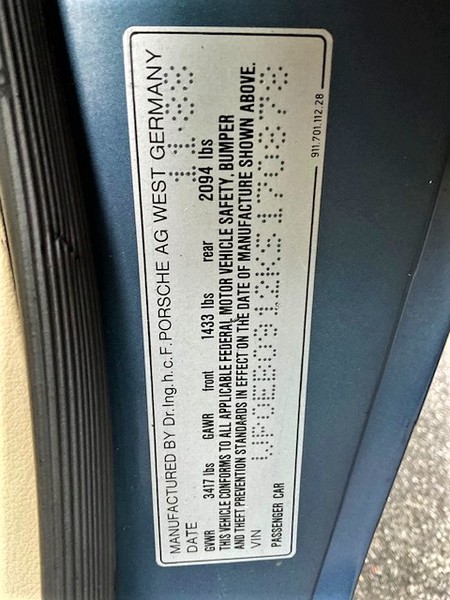 MANUFACTURED BY Dr.Ing.h.c.F.PORSCHE AG WEST GERMANY
DATE 11 88
GVWR 3417 lbs GAWR front 1433 lbs rear 2094 lbs
THIS VEHICLE CONFORMS TO ALL APPLICABLE FEDERAL MOTOR VEHICLE SAFETY, BUMPER
AND THEFT PREVENTION STANDARDS IN EFFECT ON THE DATE OF MANUFACTURE SHOWN ABOVE.
VIN WP0EB0912KS170878
PASSENGER CAR
911.701.112.28